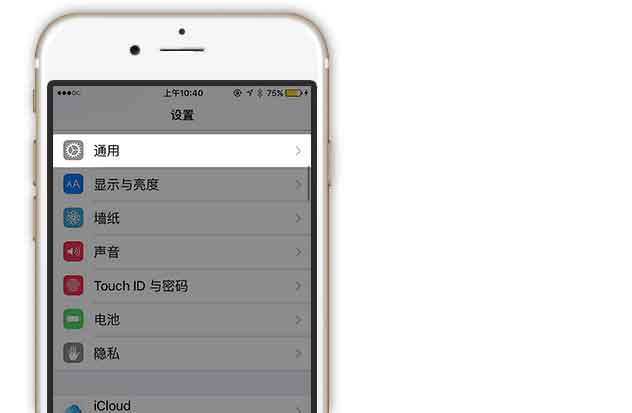 上午10:40 75%
设置
通用
显示与亮度
AA
墙纸
声音
Touch ID 与密码
电池
隐私
iCloud